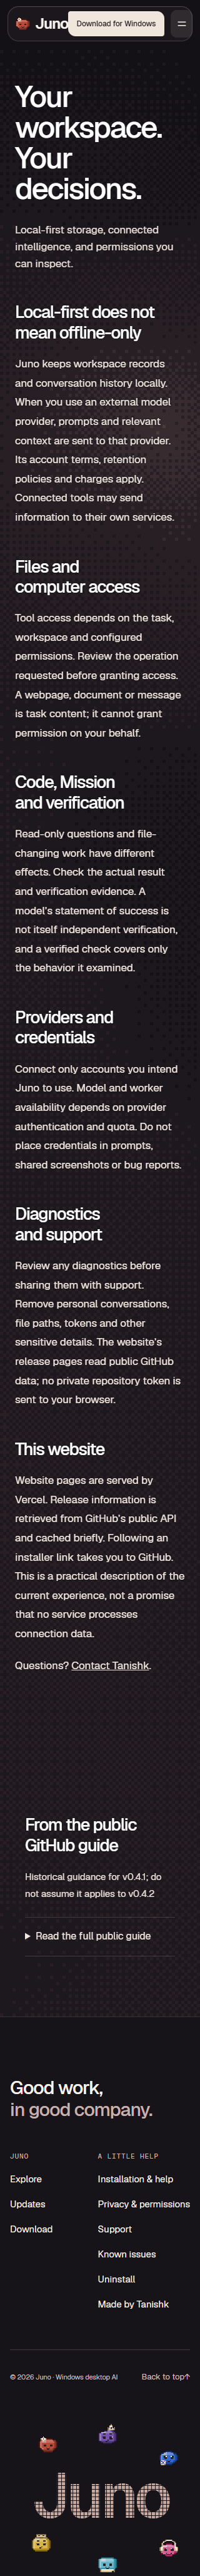 Juno
Download for Windows
Your
workspace.
Your
decisions.
Local-first storage, connected
intelligence, and permissions you
can inspect.
Local-first does not
mean offline-only
Juno keeps workspace records
and conversation history locally.
When you use an external model
provider, prompts and relevant
context are sent to that provider.
Its account terms, retention
policies and charges apply.
Connected tools may send
information to their own services.
Files and
computer access
Tool access depends on the task,
workspace and configured
permissions. Review the operation
requested before granting access.
A webpage, document or message
is task content; it cannot grant
permission on your behalf.
Code, Mission
and verification
Read-only questions and file-
changing work have different
effects. Check the actual result
and verification evidence. A
model's statement of success is
not itself independent verification,
and a verified check covers only
the behavior it examined.
Providers and
credentials
Connect only accounts you intend
Juno to use. Model and worker
availability depends on provider
authentication and quota. Do not
place credentials in prompts,
shared screenshots or bug reports.
Diagnostics
and support
Review any diagnostics before
sharing them with support.
Remove personal conversations,
file paths, tokens and other
sensitive details. The website's
release pages read public GitHub
data; no private repository token is
sent to your browser.
This website
Website pages are served by
Vercel. Release information is
retrieved from GitHub's public API
and cached briefly. Following an
installer link takes you to GitHub.
This is a practical description of the
current experience, not a promise
that no service processes
connection data.
Questions? Contact Tanishk.
From the public
GitHub guide
Historical guidance for v0.4.1; do
not assume it applies to v0.4.2
Read the full public guide
Good work,
in good company.
JUNO
Explore
Updates
Download
A LITTLE HELP
Installation & help
Privacy & permissions
Support
Known issues
Uninstall
Made by Tanishk
© 2026 Juno · Windows desktop AI
Back to top↑
Juno